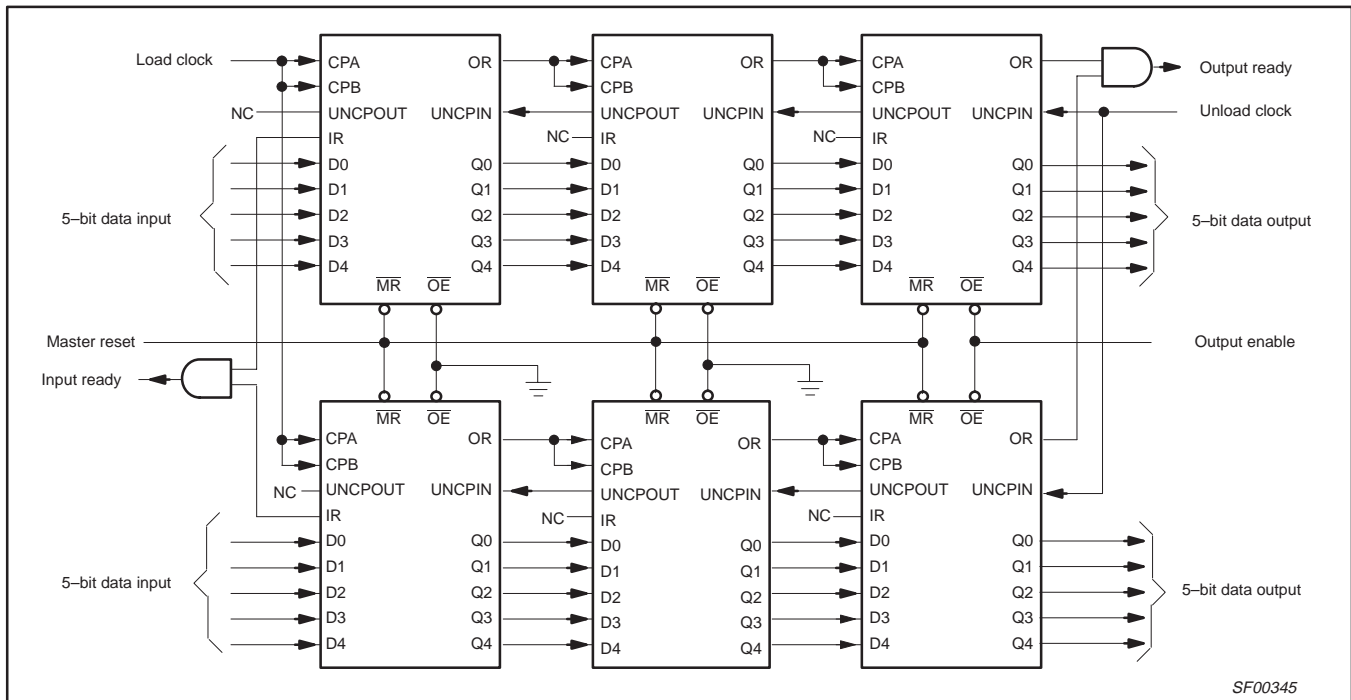 Load clock
CPA
OR
CPA
OR
CPA
OR
Output ready
CPB
CPB
CPB
NC
UNCPOUT
UNCPIN
UNCPOUT
UNCPIN
UNCPOUT
UNCPIN
Unload clock
IR
NC
IR
NC
IR
D0
Q0
D0
Q0
D0
Q0
D1
Q1
D1
Q1
D1
Q1
5–bit data input
D2
Q2
D2
Q2
D2
Q2
5–bit data output
D3
Q3
D3
Q3
D3
Q3
D4
Q4
D4
Q4
D4
Q4
MR
OE
MR
OE
MR
OE
Master reset
Output enable
Input ready
MR
OE
MR
OE
MR
OE
CPA
OR
CPA
OR
CPA
OR
CPB
CPB
CPB
NC
UNCPOUT
UNCPIN
UNCPOUT
UNCPIN
UNCPOUT
UNCPIN
IR
NC
IR
NC
IR
D0
Q0
D0
Q0
D0
Q0
D1
Q1
D1
Q1
D1
Q1
5–bit data input
D2
Q2
D2
Q2
D2
Q2
5–bit data output
D3
Q3
D3
Q3
D3
Q3
D4
Q4
D4
Q4
D4
Q4
SF00345